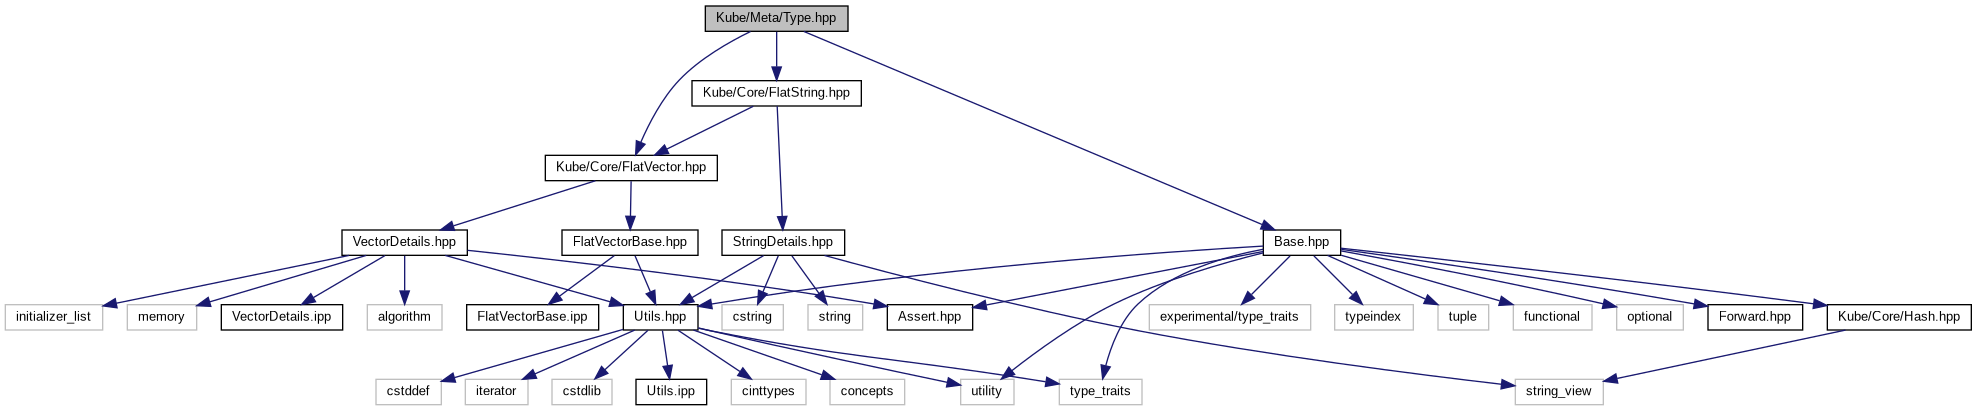 Kube/Meta/Type.hpp
Kube/Core/FlatString.hpp
Kube/Core/FlatVector.hpp
VectorDetails.hpp
FlatVectorBase.hpp
StringDetails.hpp
Base.hpp
initializer_list
memory
VectorDetails.ipp
algorithm
FlatVectorBase.ipp
Utils.hpp
cstring
string
Assert.hpp
experimental/type_traits
typeindex
tuple
functional
optional
Forward.hpp
Kube/Core/Hash.hpp
cstddef
iterator
cstdlib
Utils.ipp
cinttypes
concepts
utility
type_traits
string_view